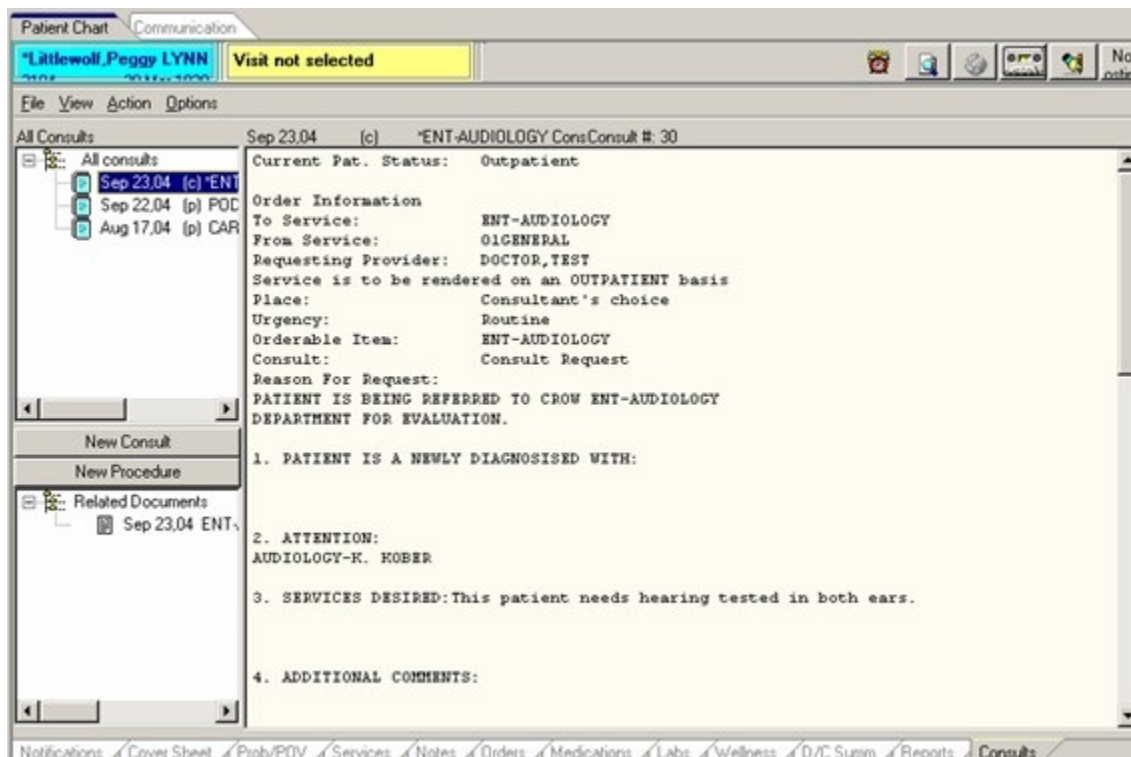 Patient Chart Communication
*Littlewolf,Peggy LYNN Visit not selected
No
File View Action Options
All Consults Sep 23,04 (c) *ENT-AUDIOLOGY Cons Consult #: 30
All consults
Sep 23,04 (c) *ENT
Sep 22,04 (p) POD
Aug 17,04 (p) CAR
New Consult
New Procedure
Related Documents
Sep 23,04 ENT-
Current Pat. Status: Outpatient
Order Information
To Service: ENT-AUDIOLOGY
From Service: 01GENERAL
Requesting Provider: DOCTOR,TEST
Service is to be rendered on an OUTPATIENT basis
Place: Consultant's choice
Urgency: Routine
Orderable Item: ENT-AUDIOLOGY
Consult: Consult Request
Reason For Request:
PATIENT IS BEING REFERRED TO CROW ENT-AUDIOLOGY
DEPARTMENT FOR EVALUATION.
1. PATIENT IS A NEWLY DIAGNOSISED WITH:
2. ATTENTION:
AUDIOLOGY-K. KOBER
3. SERVICES DESIRED:This patient needs hearing tested in both ears.
4. ADDITIONAL COMMENTS:
Notifications Cover Sheet Prob/POV Services Notes Orders Medications Labs Wellness D/C Summ Reports Consults